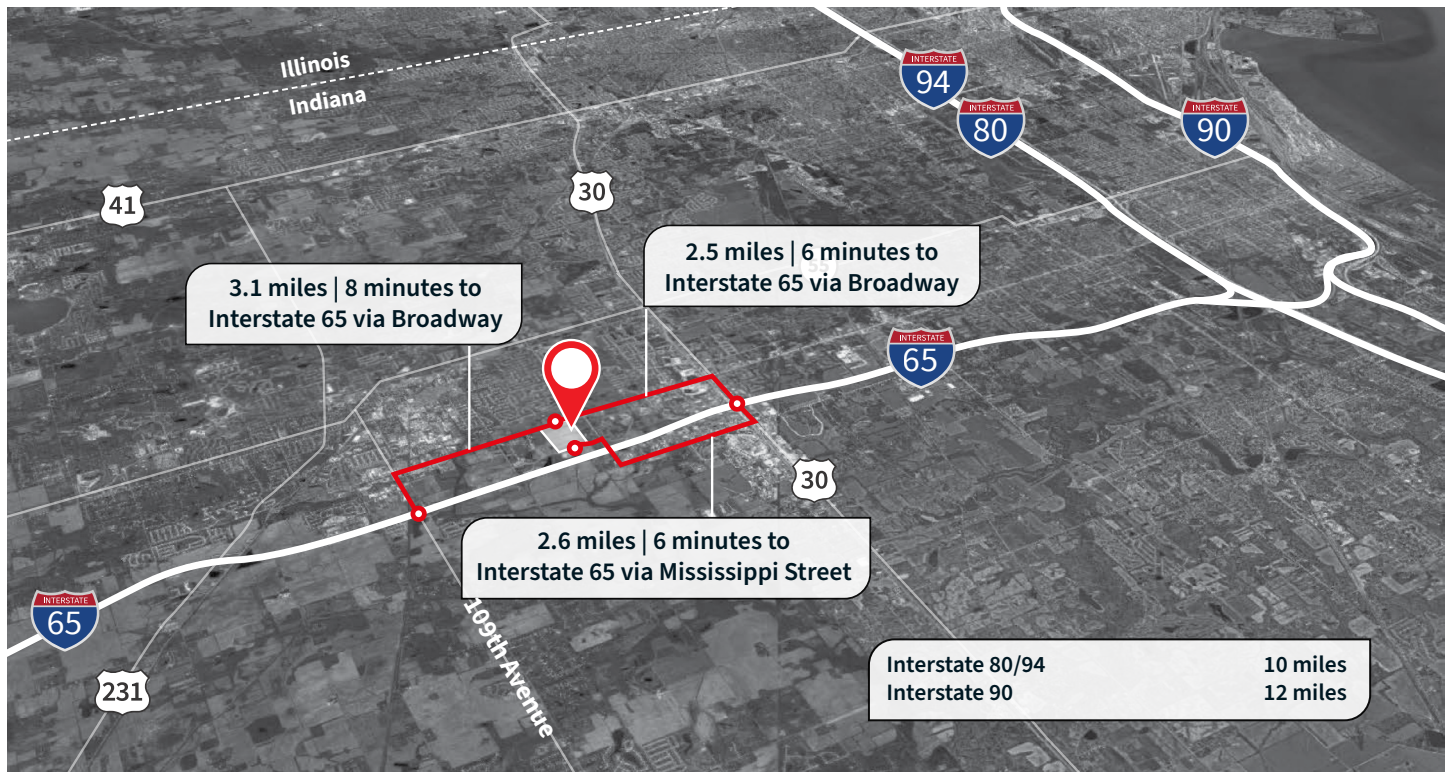 Illinois
Indiana
INTERSTATE
94
INTERSTATE
80
INTERSTATE
90
41
30
2.5 miles | 6 minutes to
Interstate 65 via Broadway
55
3.1 miles | 8 minutes to
Interstate 65 via Broadway
INTERSTATE
65
30
2.6 miles | 6 minutes to
Interstate 65 via Mississippi Street
INTERSTATE
65
109th Avenue
231
Interstate 80/94 10 miles
Interstate 90 12 miles